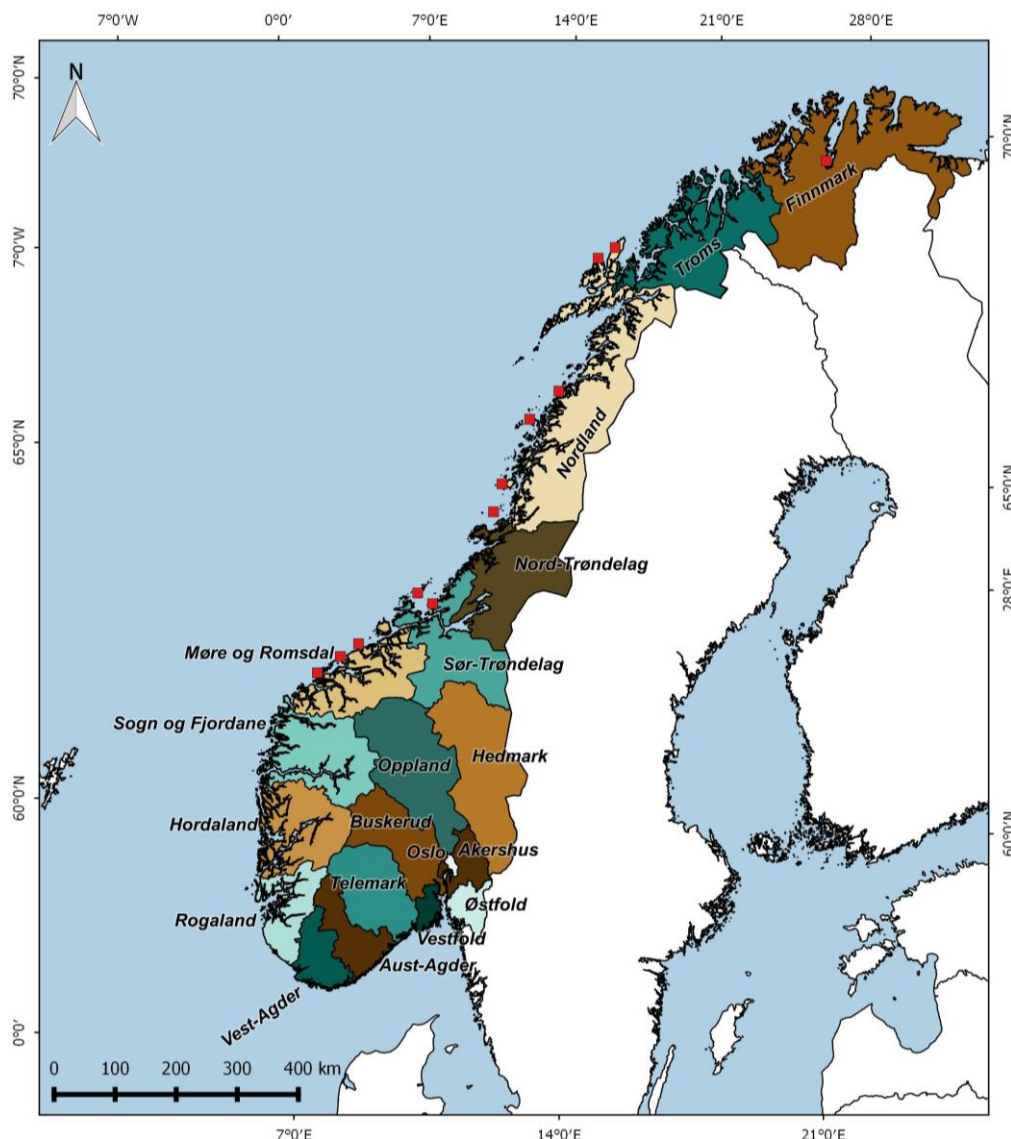 7°0'W 0°0' 7°0'E 14°0'E 21°0'E 28°0'E
N
70°0'N
70°0'N
Finnmark
Troms
7°0'W
Nordland
65°0'N
65°0'N
Nord-Trøndelag
28°0'E
Møre og Romsdal
Sør-Trøndelag
Sogn og Fjordane
Oppland
Hedmark
60°0'N
Hordaland
Buskerud
60°0'N
Oslo
Akershus
Telemark
Østfold
Rogaland
Vestfold
Aust-Agder
Vest-Agder
0°0'
0 100 200 300 400 km
7°0'E 14°0'E 21°0'E